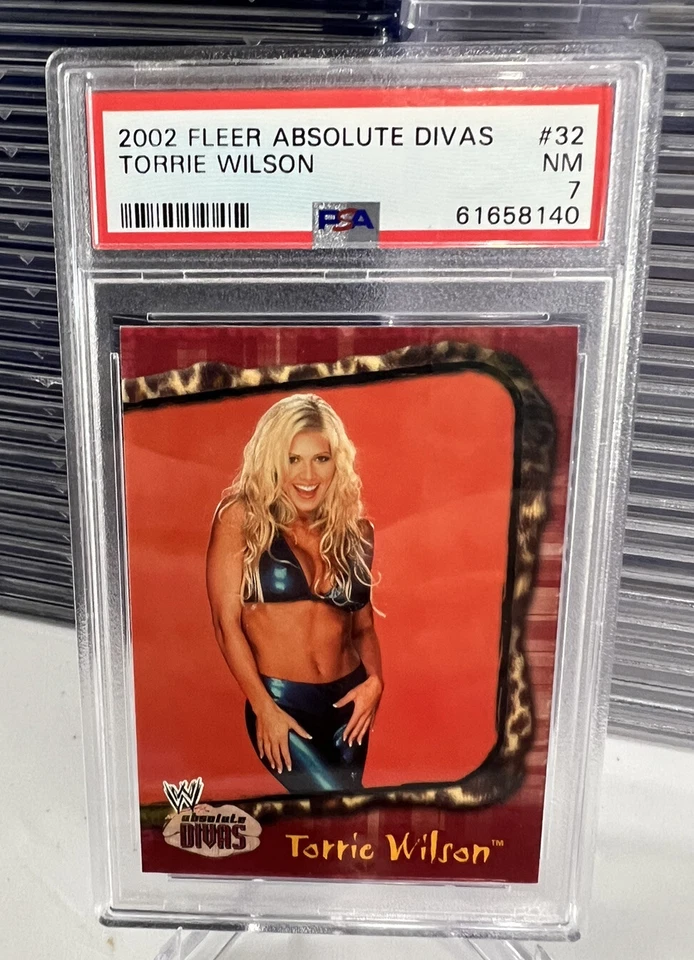 2002 FLEER ABSOLUTE DIVAS #32
TORRIE WILSON NM
7
PSA 61658140
W
absolute
DIVAS
Torrie Wilson™